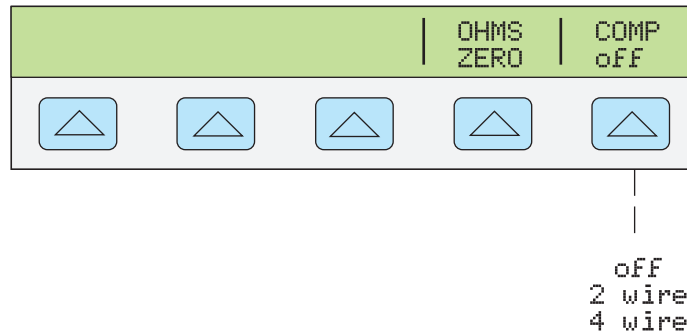 OHMS COMP
ZERO off
off
2 wire
4 wire